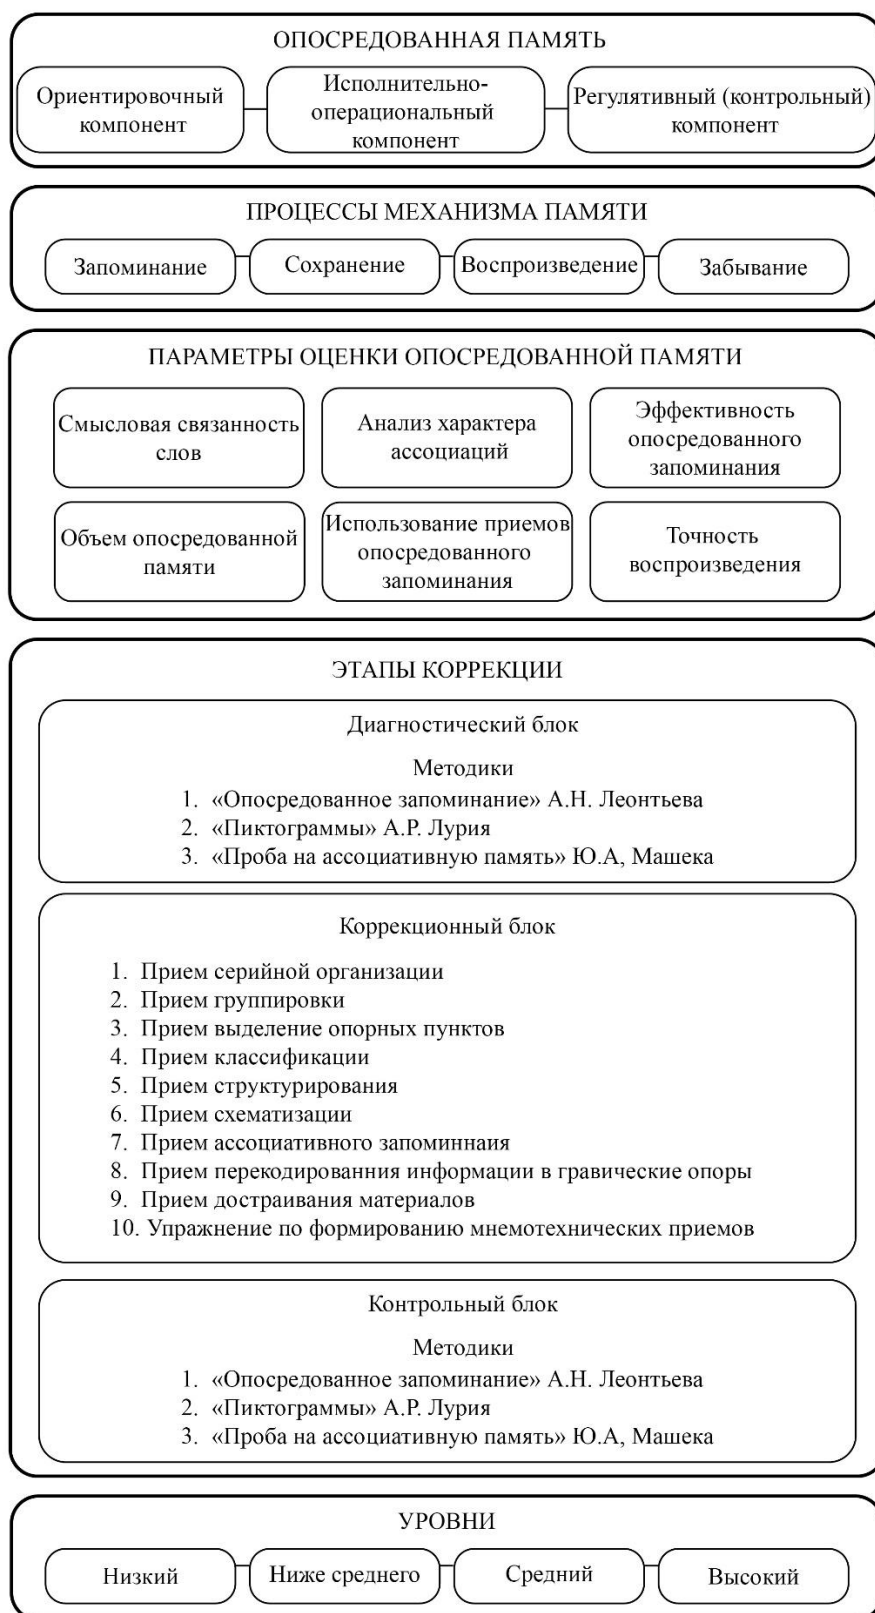 ОПОСРЕДОВАННАЯ ПАМЯТЬ
Ориентировочный
компонент
Исполнительно-
операциональный
компонент
Регулятивный (контрольный)
компонент
ПРОЦЕССЫ МЕХАНИЗМА ПАМЯТИ
Запоминание
Сохранение
Воспроизведение
Забывание
ПАРАМЕТРЫ ОЦЕНКИ ОПОСРЕДОВАННОЙ ПАМЯТИ
Смысловая связанность
слов
Анализ характера
ассоциаций
Эффективность
опосредованного
запоминания
Объем опосредованной
памяти
Использование приемов
опосредованного
запоминания
Точность
воспроизведения
ЭТАПЫ КОРРЕКЦИИ
Диагностический блок
Методики
1. «Опосредованное запоминание» А.Н. Леонтьева
2. «Пиктограммы» А.Р. Лурия
3. «Проба на ассоциативную память» Ю.А, Машека
Коррекционный блок
1. Прием серийной организации
2. Прием группировки
3. Прием выделение опорных пунктов
4. Прием классификации
5. Прием структурирования
6. Прием схематизации
7. Прием ассоциативного запоминнаия
8. Прием перекодированния информации в гравические опоры
9. Прием достраивания материалов
10. Упражнение по формированию мнемотехнических приемов
Контрольный блок
Методики
1. «Опосредованное запоминание» А.Н. Леонтьева
2. «Пиктограммы» А.Р. Лурия
3. «Проба на ассоциативную память» Ю.А, Машека
УРОВНИ
Низкий
Ниже среднего
Средний
Высокий